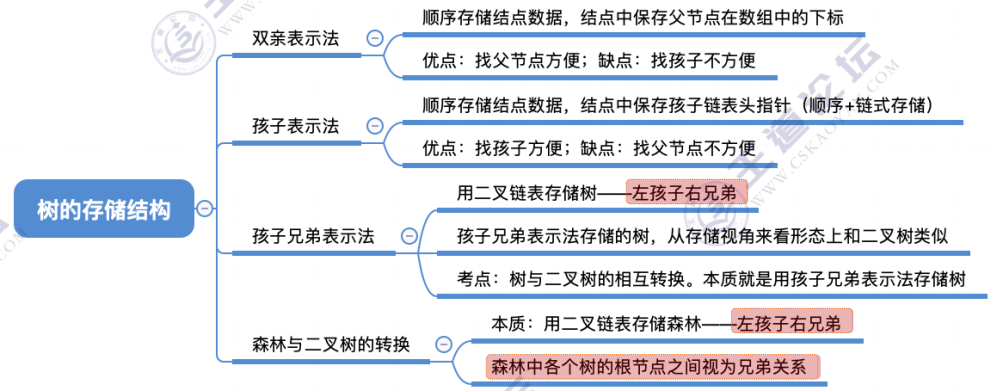 树的存储结构
双亲表示法
顺序存储结点数据，结点中保存父节点在数组中的下标
优点：找父节点方便；缺点：找孩子不方便
孩子表示法
顺序存储结点数据，结点中保存孩子链表头指针（顺序+链式存储）
优点：找孩子方便；缺点：找父节点不方便
孩子兄弟表示法
用二叉链表存储树——左孩子右兄弟
孩子兄弟表示法存储的树，从存储视角来看形态上和二叉树类似
考点：树与二叉树的相互转换。本质就是用孩子兄弟表示法存储树
森林与二叉树的转换
本质：用二叉链表存储森林——左孩子右兄弟
森林中各个树的根节点之间视为兄弟关系
王道论坛
WWW.CSKAOYAN.COM